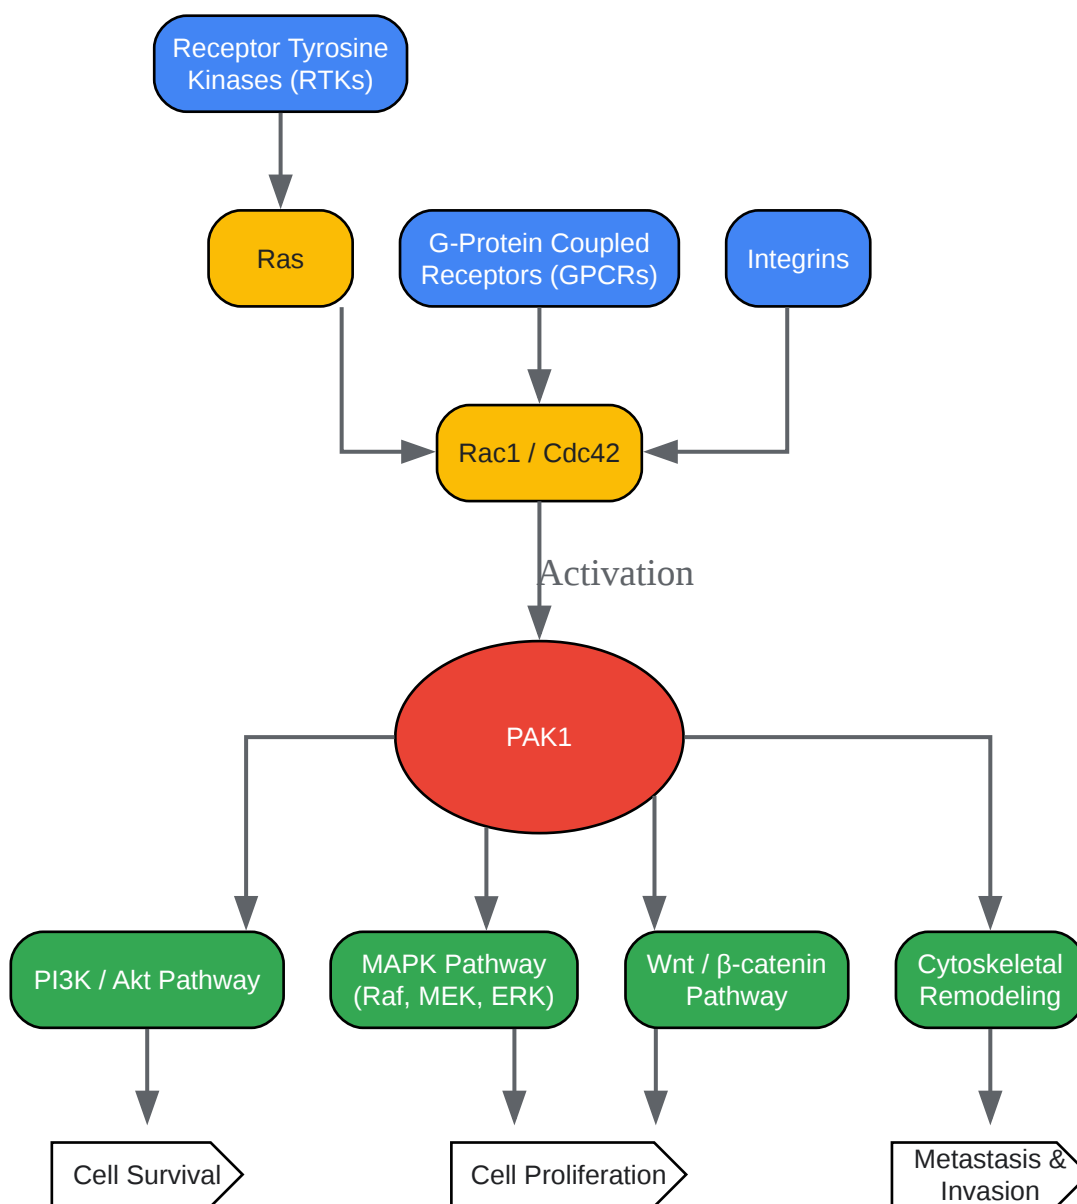 Receptor Tyrosine
Kinases (RTKs)
Ras
G-Protein Coupled
Receptors (GPCRs)
Integrins
Rac1 / Cdc42
Activation
PAK1
PI3K / Akt Pathway
MAPK Pathway
(Raf, MEK, ERK)
Wnt / β-catenin
Pathway
Cytoskeletal
Remodeling
Cell Survival
Cell Proliferation
Metastasis &
Invasion